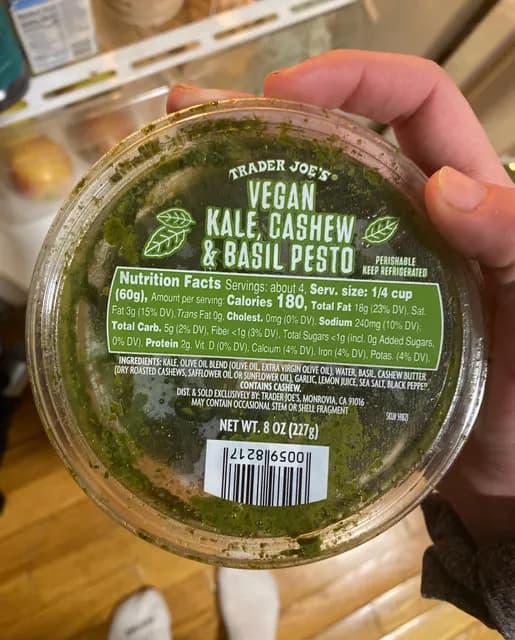 TRADER JOE'S®
VEGAN
KALE, CASHEW
& BASIL PESTO
PERISHABLE
KEEP REFRIGERATED
Nutrition Facts Servings: about 4, Serv. size: 1/4 cup
(60g), Amount per serving: Calories 180, Total Fat 18g (23% DV), Sat.
Fat 3g (15% DV), Trans Fat 0g, Cholest. 0mg (0% DV), Sodium 240mg (10% DV),
Total Carb. 5g (2% DV), Fiber <1g (3% DV), Total Sugars <1g (incl. 0g Added Sugars,
0% DV), Protein 2g, Vit. D (0% DV), Calcium (4% DV), Iron (4% DV), Potas. (4% DV).
INGREDIENTS: KALE, OLIVE OIL BLEND (OLIVE OIL, EXTRA VIRGIN OLIVE OIL), WATER, BASIL, CASHEW BUTTER
(DRY ROASTED CASHEWS, SAFFLOWER OIL OR SUNFLOWER OIL), GARLIC, LEMON JUICE, SEA SALT, BLACK PEPPER.
CONTAINS CASHEW.
DIST. & SOLD EXCLUSIVELY BY: TRADER JOE'S, MONROVIA, CA 91016
MAY CONTAIN OCCASIONAL STEM OR SHELL FRAGMENT
NET WT. 8 OZ (227g)
0059 8217